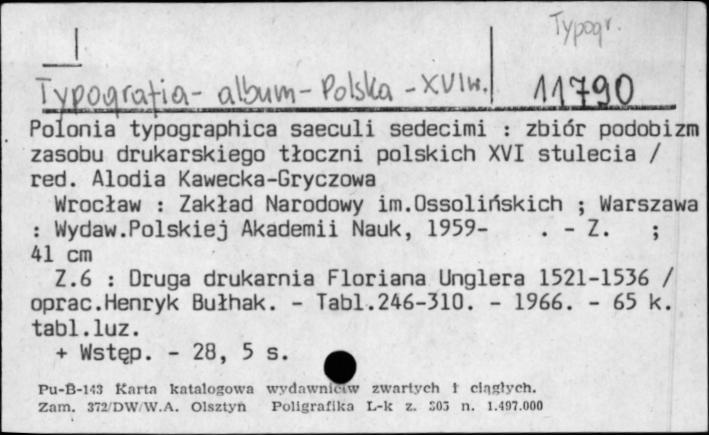 Typogr.
Typografia - album - Polska - XVIw. 11790
Polonia typographica saeculi sedecimi : zbiór podobizm
zasobu drukarskiego tłoczni polskich XVI stulecia /
red. Alodia Kawecka-Gryczowa
Wrocław : Zakład Narodowy im.Ossolińskich ; Warszawa
: Wydaw.Polskiej Akademii Nauk, 1959- . - Z. ;
41 cm
Z.6 : Druga drukarnia Floriana Unglera 1521-1536 /
oprac.Henryk Bułhak. - Tabl.246-310. - 1966. - 65 k.
tabl.luz.
+ Wstęp. - 28, 5 s.
Pu-B-143 Karta katalogowa wydawnictw zwartych i ciągłych.
Zam. 372/DW/W.A. Olsztyn Poligrafika L-k z. 305 n. 1.497.000